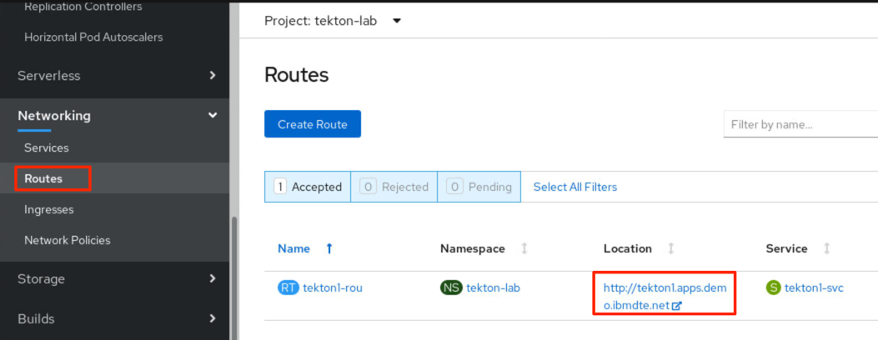 Replication Controllers
Horizontal Pod Autoscalers
Serverless
Networking
Services
Routes
Ingresses
Network Policies
Storage
Builds
Project: tekton-lab
Routes
Create Route
Filter by name...
1 Accepted 0 Rejected 0 Pending Select All Filters
Name Namespace Location Service
RT tekton1-rou NS tekton-lab http://tekton1.apps.dem S tekton1-svc
o.ibmdte.net